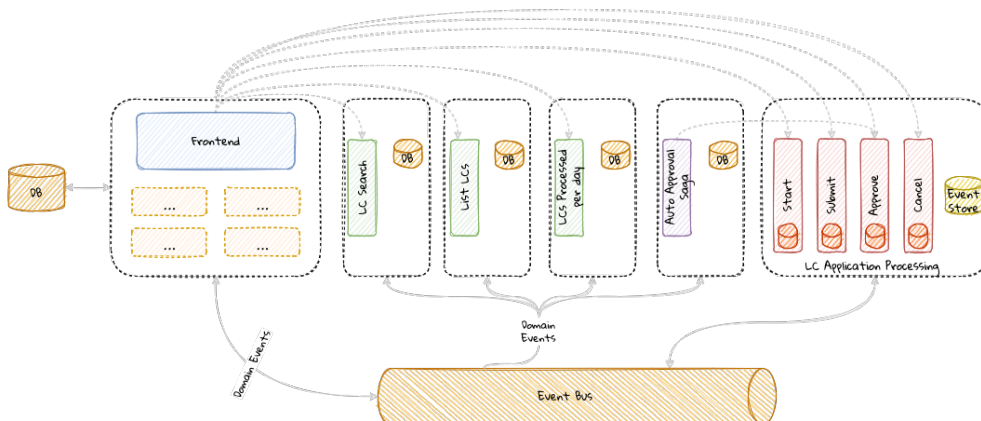 Frontend
DB
...
...
...
...
LC Search
DB
List LCs
DB
LCs Processed
per day
DB
Auto Approval
Saga
DB
Start
Submit
Approve
Cancel
Event
Store
LC Application Processing
Domain
Events
Domain Events
Event Bus